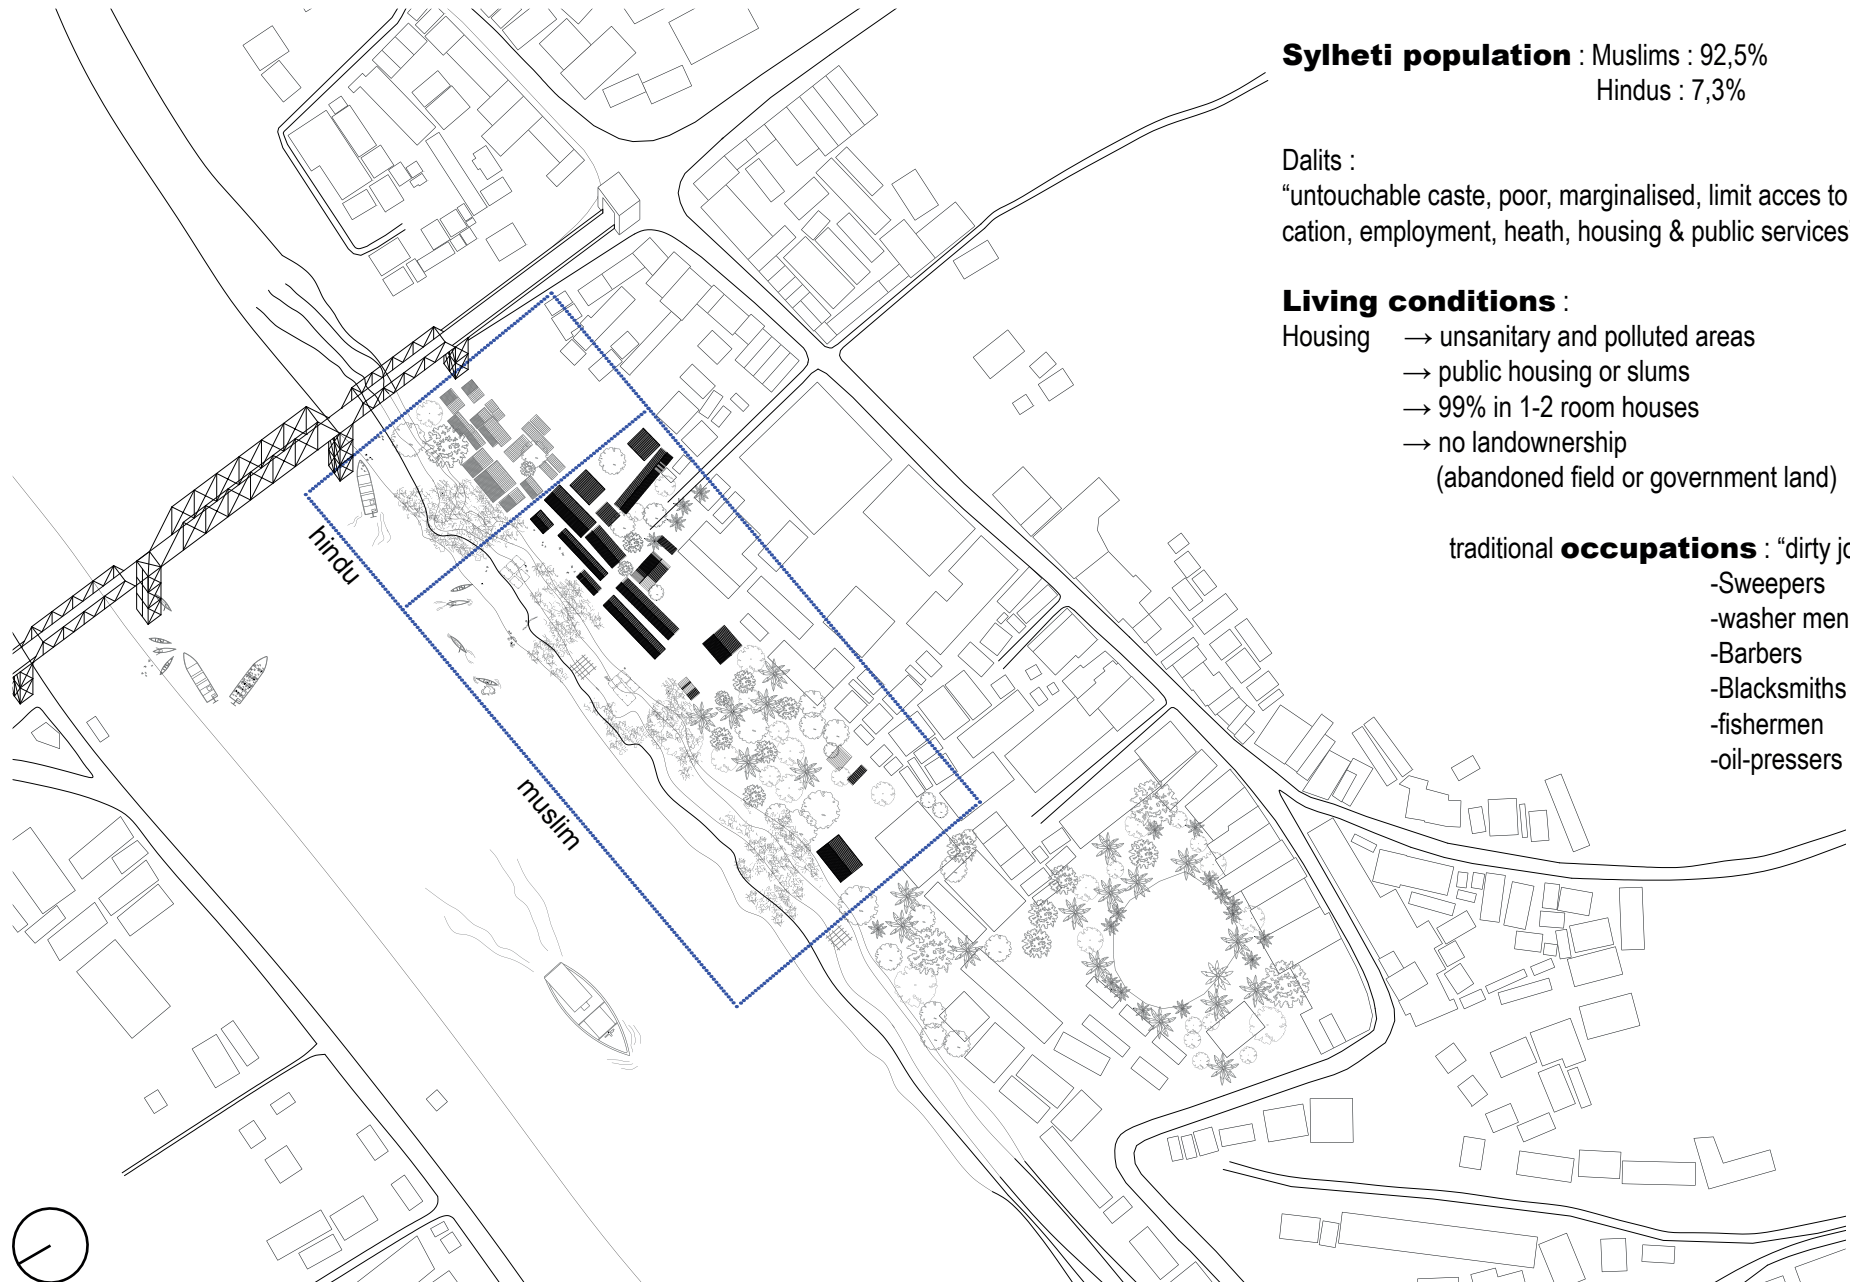 Sylheti population : Muslims : 92,5%
Hindus : 7,3%
Dalits :
“untouchable caste, poor, marginalised, limit acces to
cation, employment, heath, housing & public services”
Living conditions :
Housing → unsanitary and polluted areas
→ public housing or slums
→ 99% in 1-2 room houses
→ no landownership
(abandoned field or government land)
traditional occupations : “dirty jo
-Sweepers
-washer men
-Barbers
-Blacksmiths
-fishermen
-oil-pressers
hindu
muslim